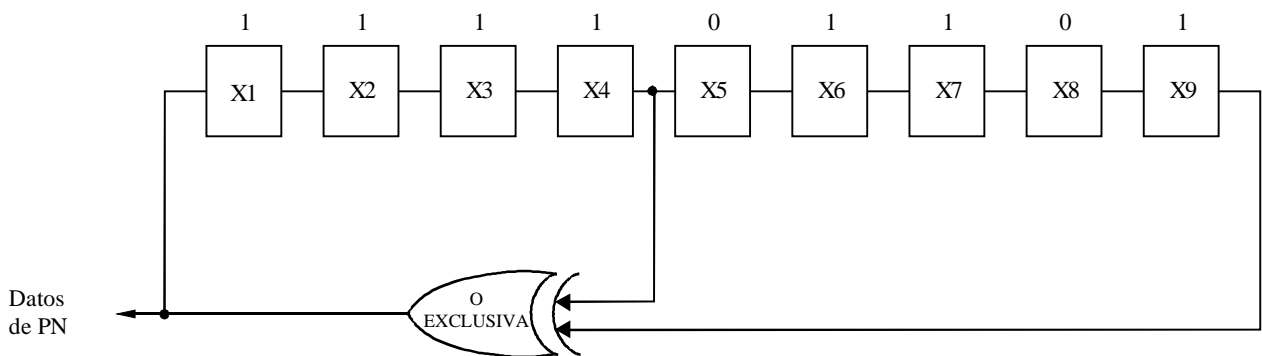 1 1 1 1 0 1 1 0 1
X1 X2 X3 X4 X5 X6 X7 X8 X9
Datos
de PN
O
EXCLUSIVA